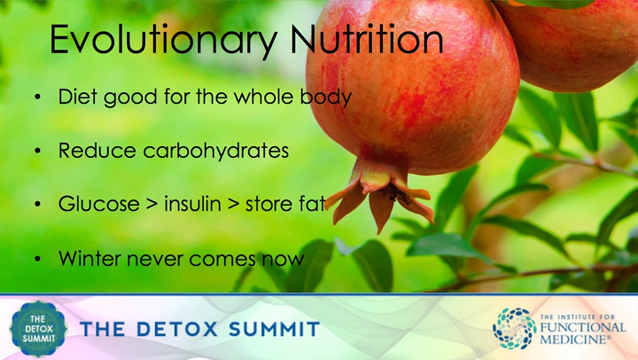 Evolutionary Nutrition
• Diet good for the whole body
• Reduce carbohydrates
• Glucose > insulin > store fat
• Winter never comes now
THE
DETOX
SUMMIT
THE DETOX SUMMIT
THE INSTITUTE FOR
FUNCTIONAL
MEDICINE®